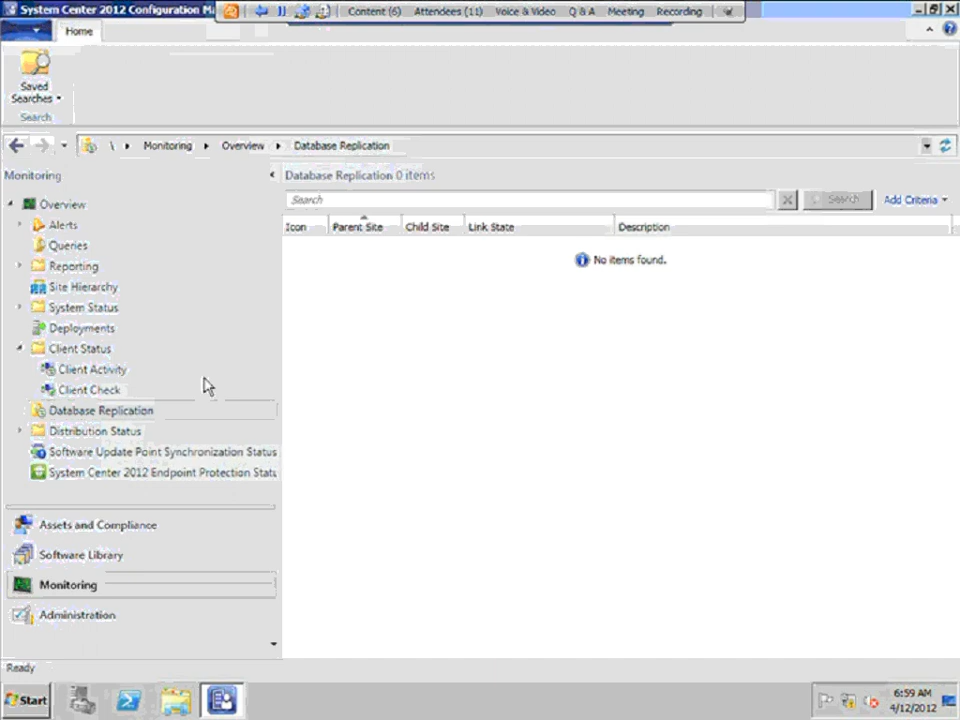 System Center 2012 Configuration Ma
Content (6) Attendees (11) Voice & Video Q & A Meeting Recording
Home
Saved
Searches
Search
\ Monitoring Overview Database Replication
Monitoring
Database Replication 0 items
Search Search Add Criteria
Icon Parent Site Child Site Link State Description
No items found.
Overview
Alerts
Queries
Reporting
Site Hierarchy
System Status
Deployments
Client Status
Client Activity
Client Check
Database Replication
Distribution Status
Software Update Point Synchronization Status
System Center 2012 Endpoint Protection Statu
Assets and Compliance
Software Library
Monitoring
Administration
Ready
Start
6:59 AM
4/12/2012